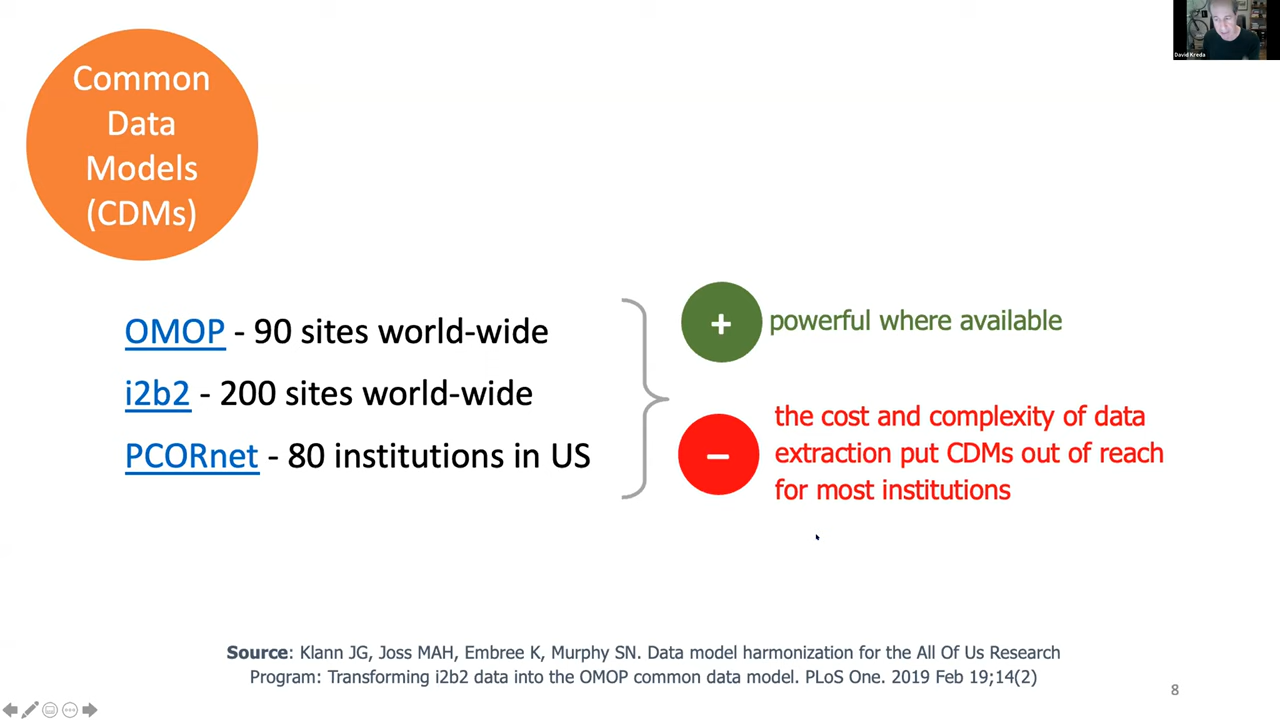 David Kreda
Common
Data
Models
(CDMs)
OMOP - 90 sites world-wide
i2b2 - 200 sites world-wide
PCORnet - 80 institutions in US
+ powerful where available
– the cost and complexity of data
extraction put CDMs out of reach
for most institutions
Source: Klann JG, Joss MAH, Embree K, Murphy SN. Data model harmonization for the All Of Us Research
Program: Transforming i2b2 data into the OMOP common data model. PLoS One. 2019 Feb 19;14(2)
8